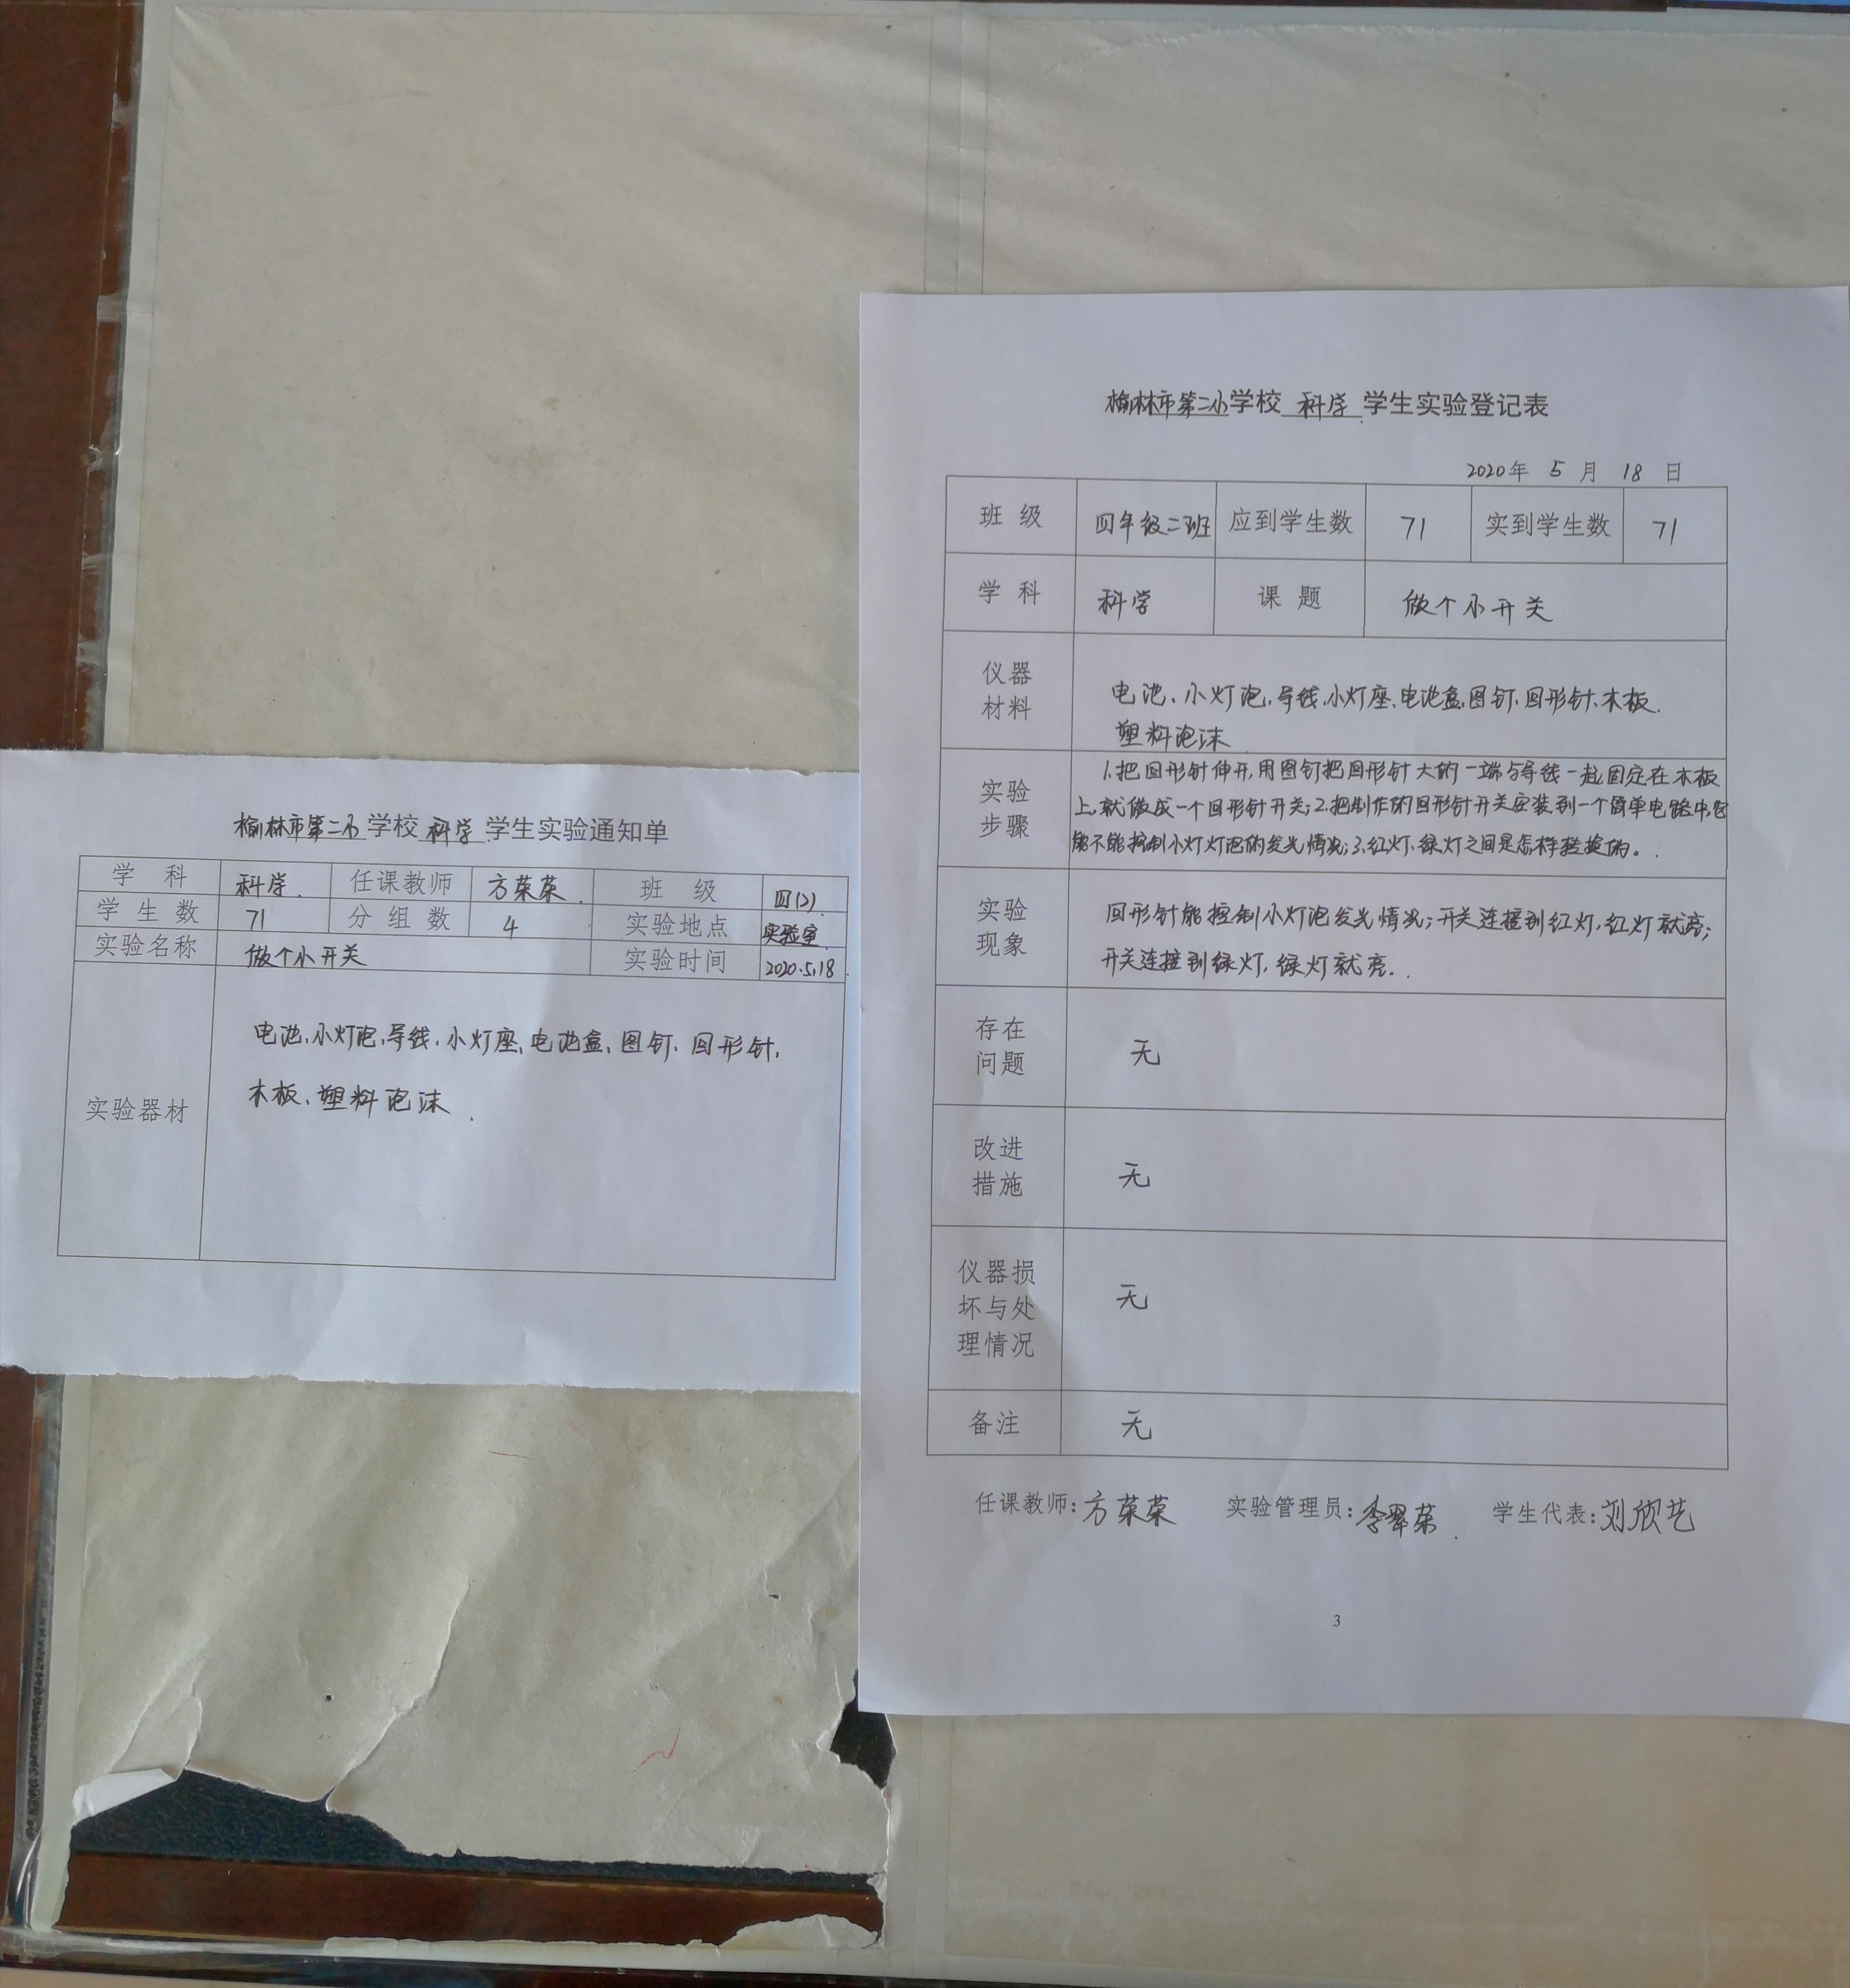 榆林市第二小学校 科学 学生实验通知单
学 科 科学 任课教师 方荣荣 班 级 四(2)
学 生 数 71 分 组 数 4 实验地点 实验室
实验名称 做个小开关 实验时间 2020.5.18
实验器材
电池、小灯泡、导线、小灯座、电池盒、图钉、回形针、
木板、塑料泡沫
榆林市第二小学校 科学 学生实验登记表
2020年 5 月 18 日
班 级 四年级二班 应到学生数 71 实到学生数 71
学 科 科学 课 题 做个小开关
仪器
材料
电池、小灯泡、导线、小灯座、电池盒、图钉、回形针、木板、
塑料泡沫
实验
步骤
1.把回形针伸开,用图钉把回形针大的一端与导线一起固定在木板
上,就做成一个回形针开关;2.把制作的回形针开关安装到一个简单电路中,它
能不能控制小灯灯泡的发光情况;3.红灯、绿灯之间是怎样转换的。
实验
现象
回形针能控制小灯泡发光情况;开关连接到红灯,红灯就亮;
开关连接到绿灯,绿灯就亮.
存在
问题
无
改进
措施
无
仪器损
坏与处
理情况
无
备注 无
任课教师:方荣荣 实验管理员:李翠荣 学生代表:刘欣艺
3